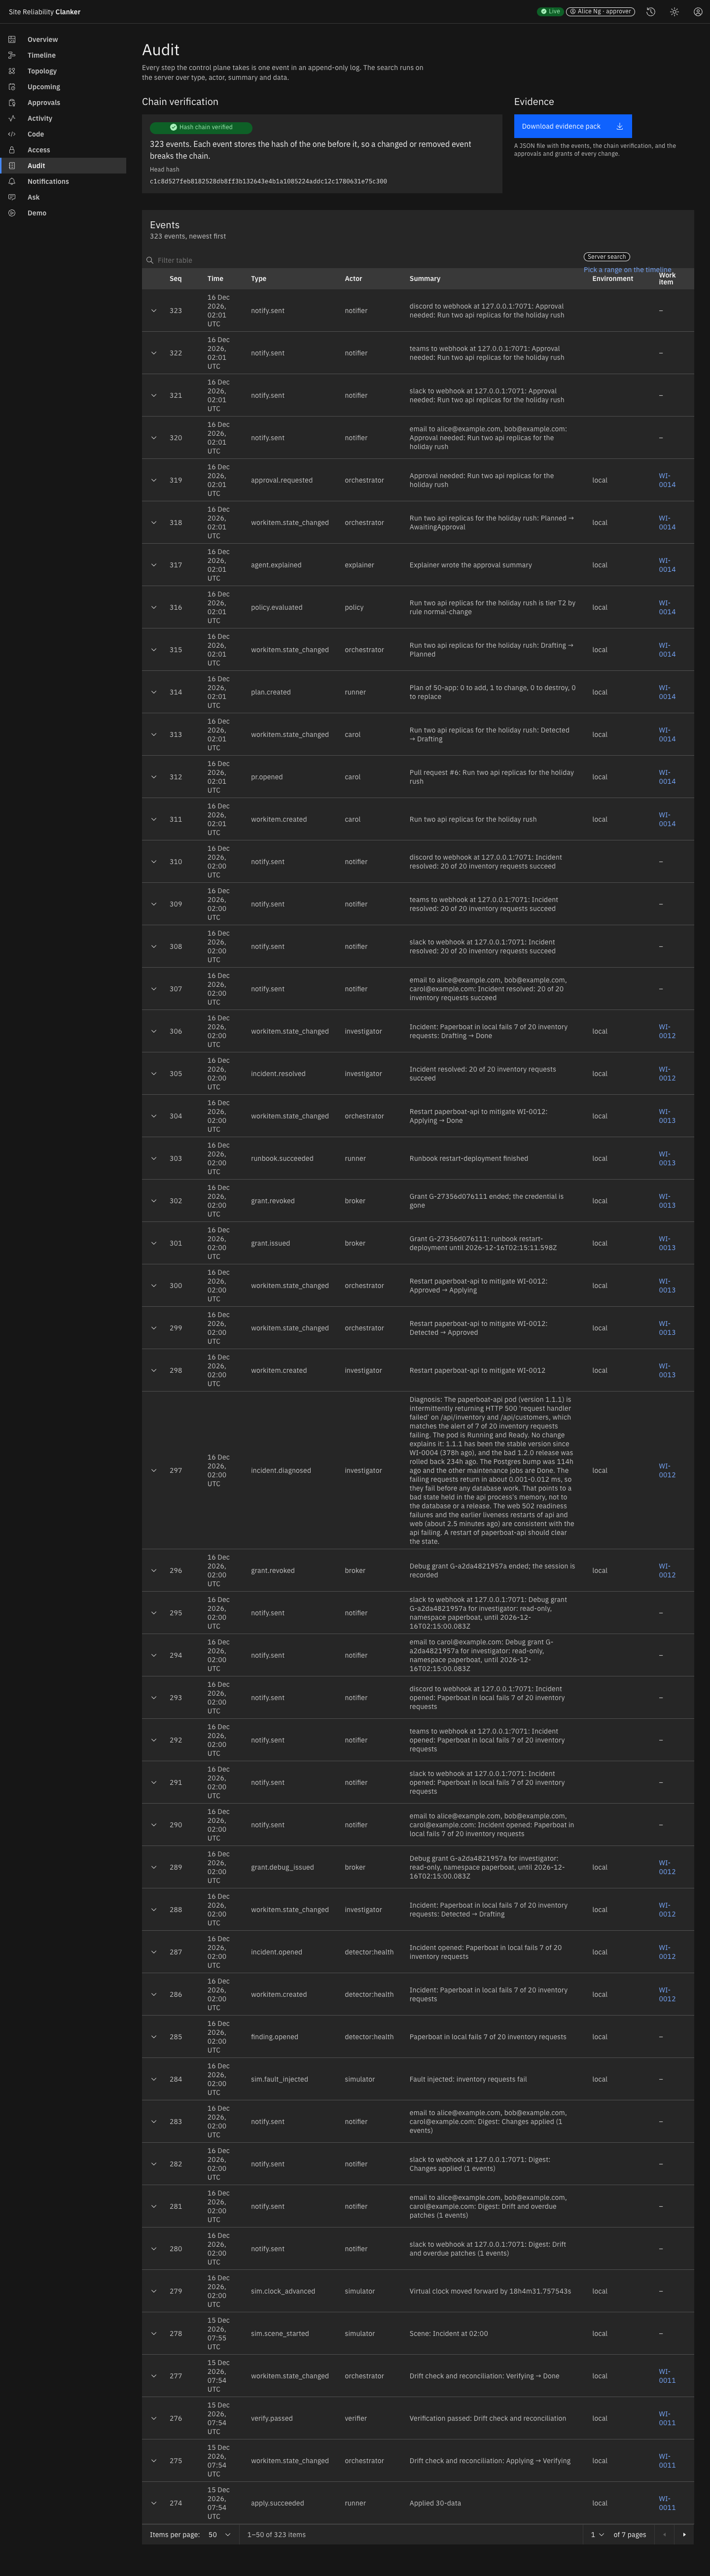 Site Reliability Clanker
Live
Alice Ng · approver
Overview
Timeline
Topology
Upcoming
Approvals
Activity
Code
Access
Audit
Notifications
Ask
Demo
Audit
Every step the control plane takes is one event in an append-only log. The search runs on
the server over type, actor, summary and data.
Chain verification
Hash chain verified
323 events. Each event stores the hash of the one before it, so a changed or removed event
breaks the chain.
Head hash
Evidence
Download evidence pack
A JSON file with the events, the chain verification, and the
approvals and grants of every change.
Events
323 events, newest first
Filter table
Server search
Pick a range on the timeline
Seq Time Type Actor Summary Environment Work item
323 16 Dec 2026, 02:01 UTC notify.sent notifier discord to webhook at 127.0.0.1:7071: Approval needed: Run two api replicas for the holiday rush –
322 16 Dec 2026, 02:01 UTC notify.sent notifier teams to webhook at 127.0.0.1:7071: Approval needed: Run two api replicas for the holiday rush –
321 16 Dec 2026, 02:01 UTC notify.sent notifier slack to webhook at 127.0.0.1:7071: Approval needed: Run two api replicas for the holiday rush –
320 16 Dec 2026, 02:01 UTC notify.sent notifier email to alice@example.com, bob@example.com: Approval needed: Run two api replicas for the holiday rush –
319 16 Dec 2026, 02:01 UTC approval.requested orchestrator Approval needed: Run two api replicas for the holiday rush local WI-0014
318 16 Dec 2026, 02:01 UTC workitem.state_changed orchestrator Run two api replicas for the holiday rush: Planned → AwaitingApproval local WI-0014
317 16 Dec 2026, 02:01 UTC agent.explained explainer Explainer wrote the approval summary local WI-0014
316 16 Dec 2026, 02:01 UTC policy.evaluated policy Run two api replicas for the holiday rush is tier T2 by rule normal-change local WI-0014
315 16 Dec 2026, 02:01 UTC workitem.state_changed orchestrator Run two api replicas for the holiday rush: Drafting → Planned local WI-0014
314 16 Dec 2026, 02:01 UTC plan.created runner Plan of 50-app: 0 to add, 1 to change, 0 to destroy, 0 to replace local WI-0014
313 16 Dec 2026, 02:01 UTC workitem.state_changed carol Run two api replicas for the holiday rush: Detected → Drafting local WI-0014
312 16 Dec 2026, 02:01 UTC pr.opened carol Pull request #6: Run two api replicas for the holiday rush local WI-0014
311 16 Dec 2026, 02:01 UTC workitem.created carol Run two api replicas for the holiday rush local WI-0014
310 16 Dec 2026, 02:00 UTC notify.sent notifier discord to webhook at 127.0.0.1:7071: Incident resolved: 20 of 20 inventory requests succeed –
309 16 Dec 2026, 02:00 UTC notify.sent notifier teams to webhook at 127.0.0.1:7071: Incident resolved: 20 of 20 inventory requests succeed –
308 16 Dec 2026, 02:00 UTC notify.sent notifier slack to webhook at 127.0.0.1:7071: Incident resolved: 20 of 20 inventory requests succeed –
307 16 Dec 2026, 02:00 UTC notify.sent notifier email to alice@example.com, bob@example.com, carol@example.com: Incident resolved: 20 of 20 inventory requests succeed –
306 16 Dec 2026, 02:00 UTC workitem.state_changed investigator Incident: Paperboat in local fails 7 of 20 inventory requests: Drafting → Done local WI-0012
305 16 Dec 2026, 02:00 UTC incident.resolved investigator Incident resolved: 20 of 20 inventory requests succeed local WI-0012
304 16 Dec 2026, 02:00 UTC workitem.state_changed orchestrator Restart paperboat-api to mitigate WI-0012: Applying → Done local WI-0013
303 16 Dec 2026, 02:00 UTC runbook.succeeded runner Runbook restart-deployment finished local WI-0013
302 16 Dec 2026, 02:00 UTC grant.revoked broker Grant G-27356d076111 ended; the credential is gone local WI-0013
301 16 Dec 2026, 02:00 UTC grant.issued broker Grant G-27356d076111: runbook restart-deployment until 2026-12-16T02:15:11.598Z local WI-0013
300 16 Dec 2026, 02:00 UTC workitem.state_changed orchestrator Restart paperboat-api to mitigate WI-0012: Approved → Applying local WI-0013
299 16 Dec 2026, 02:00 UTC workitem.state_changed orchestrator Restart paperboat-api to mitigate WI-0012: Detected → Approved local WI-0013
298 16 Dec 2026, 02:00 UTC workitem.created investigator Restart paperboat-api to mitigate WI-0012 local WI-0013
297 16 Dec 2026, 02:00 UTC incident.diagnosed investigator Diagnosis: The paperboat-api pod (version 1.1.1) is intermittently returning HTTP 500 'request handler failed' on /api/inventory and /api/customers, which matches the alert of 7 of 20 inventory requests failing. The pod is Running and Ready. No change explains it: 1.1.1 has been the stable version since WI-0004 (378h ago), and the bad 1.2.0 release was rolled back 234h ago. The Postgres bump was 114h ago and the other maintenance jobs are Done. The failing requests return in about 0.001-0.012 ms, so they fail before any database work. That points to a bad state held in the api process's memory, not to the database or a release. The web 502 readiness failures and the earlier liveness restarts of api and web (about 2.5 minutes ago) are consistent with the api failing. A restart of paperboat-api should clear the state. local WI-0012
296 16 Dec 2026, 02:00 UTC grant.revoked broker Debug grant G-a2da4821957a ended; the session is recorded local WI-0012
295 16 Dec 2026, 02:00 UTC notify.sent notifier slack to webhook at 127.0.0.1:7071: Debug grant G-a2da4821957a for investigator: read-only, namespace paperboat, until 2026-12-16T02:15:00.083Z –
294 16 Dec 2026, 02:00 UTC notify.sent notifier email to carol@example.com: Debug grant G-a2da4821957a for investigator: read-only, namespace paperboat, until 2026-12-16T02:15:00.083Z –
293 16 Dec 2026, 02:00 UTC notify.sent notifier discord to webhook at 127.0.0.1:7071: Incident opened: Paperboat in local fails 7 of 20 inventory requests –
292 16 Dec 2026, 02:00 UTC notify.sent notifier teams to webhook at 127.0.0.1:7071: Incident opened: Paperboat in local fails 7 of 20 inventory requests –
291 16 Dec 2026, 02:00 UTC notify.sent notifier slack to webhook at 127.0.0.1:7071: Incident opened: Paperboat in local fails 7 of 20 inventory requests –
290 16 Dec 2026, 02:00 UTC notify.sent notifier email to alice@example.com, bob@example.com, carol@example.com: Incident opened: Paperboat in local fails 7 of 20 inventory requests –
289 16 Dec 2026, 02:00 UTC grant.debug_issued broker Debug grant G-a2da4821957a for investigator: read-only, namespace paperboat, until 2026-12-16T02:15:00.083Z local WI-0012
288 16 Dec 2026, 02:00 UTC workitem.state_changed investigator Incident: Paperboat in local fails 7 of 20 inventory requests: Detected → Drafting local WI-0012
287 16 Dec 2026, 02:00 UTC incident.opened detector:health Incident opened: Paperboat in local fails 7 of 20 inventory requests local WI-0012
286 16 Dec 2026, 02:00 UTC workitem.created detector:health Incident: Paperboat in local fails 7 of 20 inventory requests local WI-0012
285 16 Dec 2026, 02:00 UTC finding.opened detector:health Paperboat in local fails 7 of 20 inventory requests local –
284 16 Dec 2026, 02:00 UTC sim.fault_injected simulator Fault injected: inventory requests fail local –
283 16 Dec 2026, 02:00 UTC notify.sent notifier email to alice@example.com, bob@example.com, carol@example.com: Digest: Changes applied (1 events) –
282 16 Dec 2026, 02:00 UTC notify.sent notifier slack to webhook at 127.0.0.1:7071: Digest: Changes applied (1 events) –
281 16 Dec 2026, 02:00 UTC notify.sent notifier email to alice@example.com, bob@example.com, carol@example.com: Digest: Drift and overdue patches (1 events) –
280 16 Dec 2026, 02:00 UTC notify.sent notifier slack to webhook at 127.0.0.1:7071: Digest: Drift and overdue patches (1 events) –
279 16 Dec 2026, 02:00 UTC sim.clock_advanced simulator Virtual clock moved forward by 18h4m31.757543s local –
278 15 Dec 2026, 07:55 UTC sim.scene_started simulator Scene: Incident at 02:00 local –
277 15 Dec 2026, 07:54 UTC workitem.state_changed orchestrator Drift check and reconciliation: Verifying → Done local WI-0011
276 15 Dec 2026, 07:54 UTC verify.passed verifier Verification passed: Drift check and reconciliation local WI-0011
275 15 Dec 2026, 07:54 UTC workitem.state_changed orchestrator Drift check and reconciliation: Applying → Verifying local WI-0011
274 15 Dec 2026, 07:54 UTC apply.succeeded runner Applied 30-data local WI-0011
Items per page: 50 1–50 of 323 items 1 of 7 pages